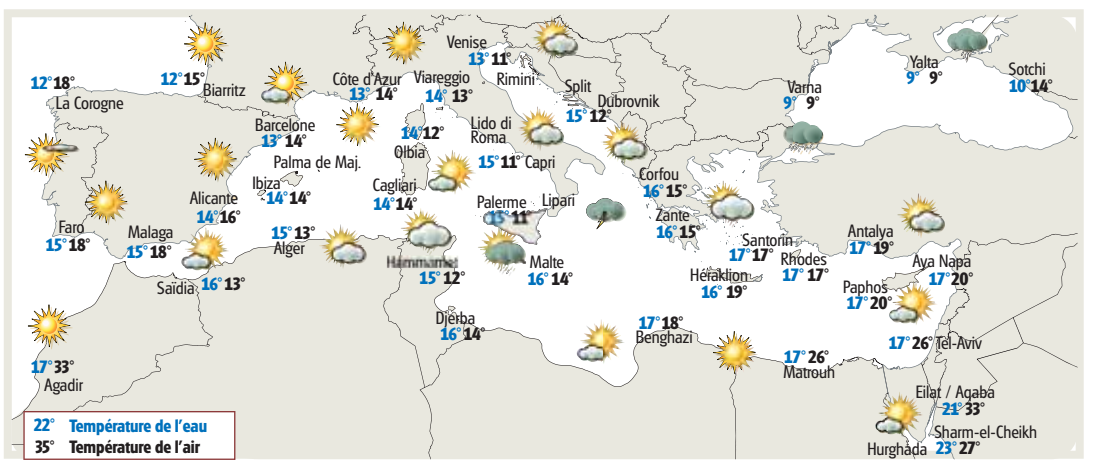 12° 18°
La Corogne
12° 15°
Biarritz
Côte d'Azur
13° 14°
Viareggio
14° 13°
Venise
13° 11°
Rimini
Split
15° 12°
Dubrovnik
Varna
9° 9°
Yalta
9° 9°
Sotchi
10° 14°
Barcelone
13° 14°
Palma de Maj.
Ibiza
14° 14°
14° 12°
Olbia
Lido di
Roma
15° 11°
Capri
Cagliari
14° 14°
Alicante
14° 16°
Faro
15° 18°
Malaga
15° 18°
15° 13°
Alger
Saïdia
16° 13°
Palerme
15° 11°
Lipari
Corfou
16° 15°
Zante
16° 15°
Santorin
17° 17°
Rhodes
17° 17°
Antalya
17° 19°
Aya Napa
17° 20°
Paphos
17° 20°
Hammamet
15° 12°
Malte
16° 14°
Héraklion
16° 19°
Djerba
16° 14°
17° 18°
Benghazi
17° 26°
Matrouh
17° 26° Tel-Aviv
17° 33°
Agadir
Eilat / Aqaba
21° 33°
Sharm-el-Cheikh
Hurghada
23° 27°
22° Température de l'eau
35° Température de l'air